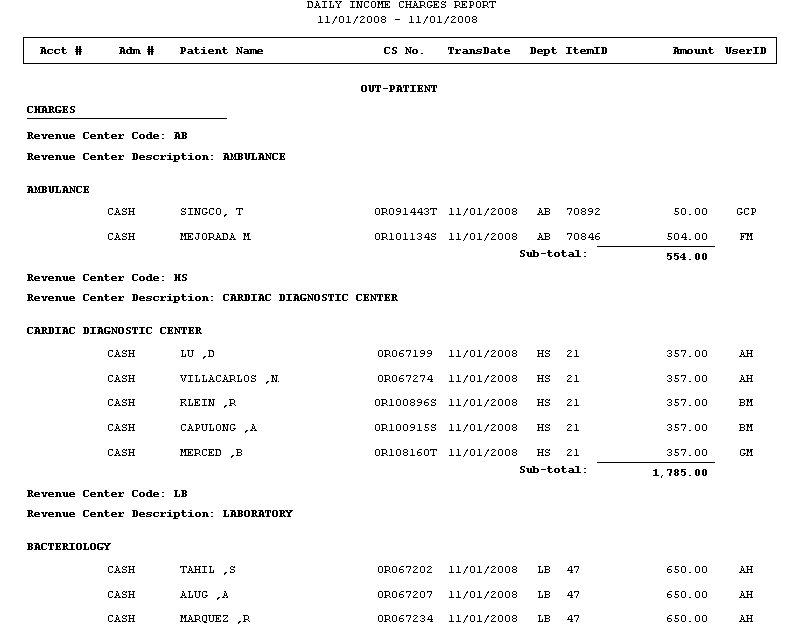 DAILY INCOME CHARGES REPORT
11/01/2008 - 11/01/2008
Acct # Adm # Patient Name CS No. TransDate Dept ItemID Amount UserID
OUT-PATIENT
CHARGES
Revenue Center Code: AB
Revenue Center Description: AMBULANCE
AMBULANCE
CASH SINGCO, T OR091443T 11/01/2008 AB 70892 50.00 GCP
CASH MEJORADA M OR101134S 11/01/2008 AB 70846 504.00 FM
Sub-total: 554.00
Revenue Center Code: HS
Revenue Center Description: CARDIAC DIAGNOSTIC CENTER
CARDIAC DIAGNOSTIC CENTER
CASH LU ,D OR067199 11/01/2008 HS 21 357.00 AH
CASH VILLACARLOS ,N OR067274 11/01/2008 HS 21 357.00 AH
CASH KLEIN ,R OR100896S 11/01/2008 HS 21 357.00 BM
CASH CAPULONG ,A OR100915S 11/01/2008 HS 21 357.00 BM
CASH MERCED ,B OR108160T 11/01/2008 HS 21 357.00 GM
Sub-total: 1,785.00
Revenue Center Code: LB
Revenue Center Description: LABORATORY
BACTERIOLOGY
CASH TAHIL ,S OR067202 11/01/2008 LB 47 650.00 AH
CASH ALUG ,A OR067207 11/01/2008 LB 47 650.00 AH
CASH MARQUEZ ,R OR067234 11/01/2008 LB 47 650.00 AH